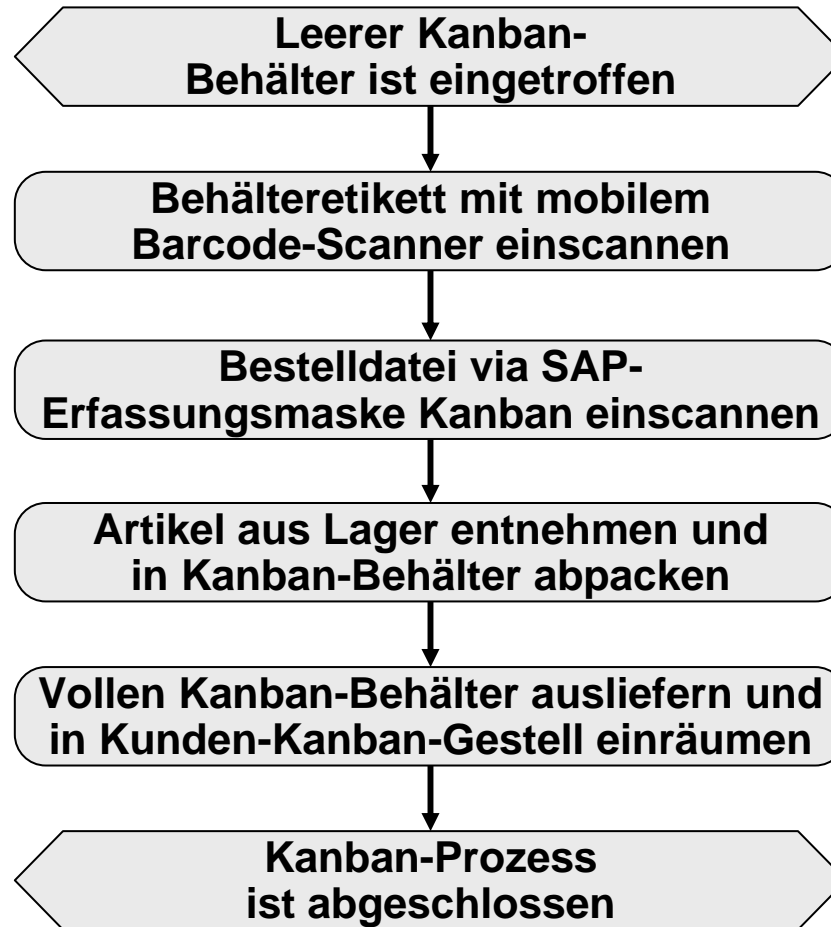 Leerer Kanban-
Behälter ist eingetroffen
Behälteretikett mit mobilem
Barcode-Scanner einscannen
Bestelldatei via SAP-
Erfassungsmaske Kanban einscannen
Artikel aus Lager entnehmen und
in Kanban-Behälter abpacken
Vollen Kanban-Behälter ausliefern und
in Kunden-Kanban-Gestell einräumen
Kanban-Prozess
ist abgeschlossen